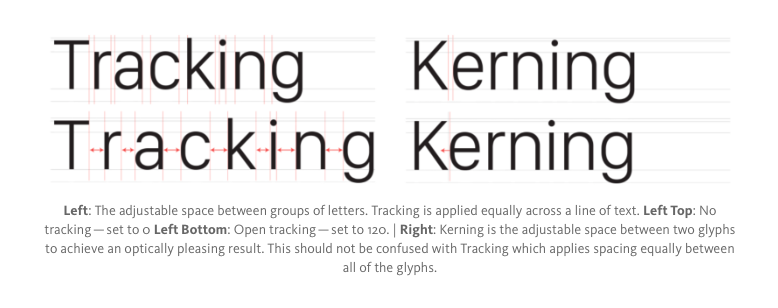 Tracking Kerning
Tracking Kerning
Left: The adjustable space between groups of letters. Tracking is applied equally across a line of text. Left Top: No
tracking — set to 0 Left Bottom: Open tracking — set to 120. | Right: Kerning is the adjustable space between two glyphs
to achieve an optically pleasing result. This should not be confused with Tracking which applies spacing equally between
all of the glyphs.